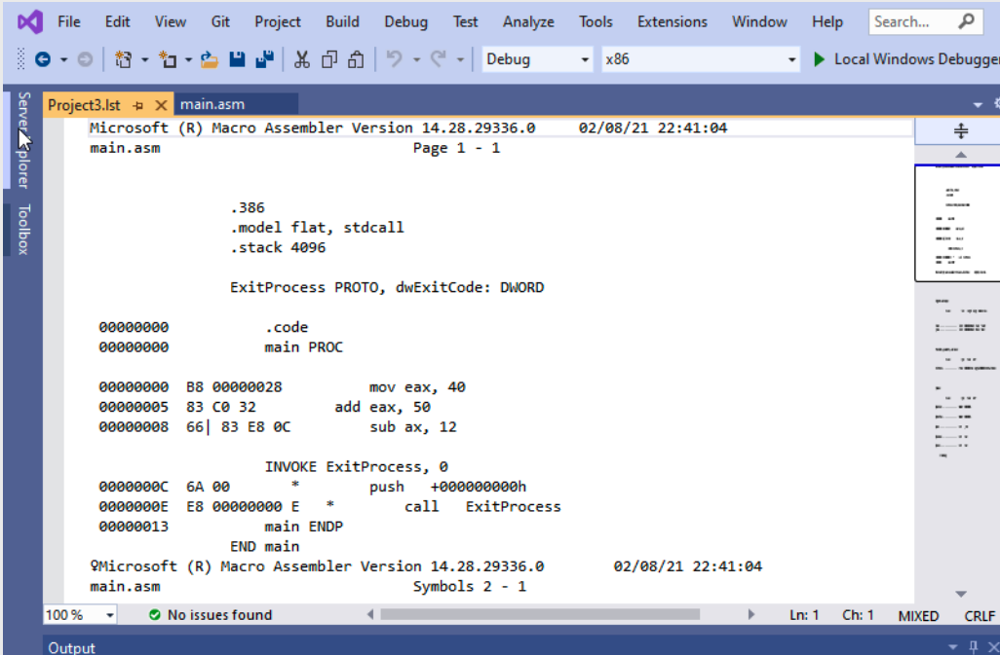 File Edit View Git Project Build Debug Test Analyze Tools Extensions Window Help Search...
Debug x86 Local Windows Debugger
Project3.lst main.asm
Server Explorer
Toolbox
Microsoft (R) Macro Assembler Version 14.28.29336.0 02/08/21 22:41:04
main.asm Page 1 - 1
.386
.model flat, stdcall
.stack 4096
ExitProcess PROTO, dwExitCode: DWORD
00000000 .code
00000000 main PROC
00000000 B8 00000028 mov eax, 40
00000005 83 C0 32 add eax, 50
00000008 66| 83 E8 0C sub ax, 12
INVOKE ExitProcess, 0
0000000C 6A 00 * push +000000000h
0000000E E8 00000000 E * call ExitProcess
00000013 main ENDP
END main
♀Microsoft (R) Macro Assembler Version 14.28.29336.0 02/08/21 22:41:04
main.asm Symbols 2 - 1
100 % No issues found Ln: 1 Ch: 1 MIXED CRLF
Output